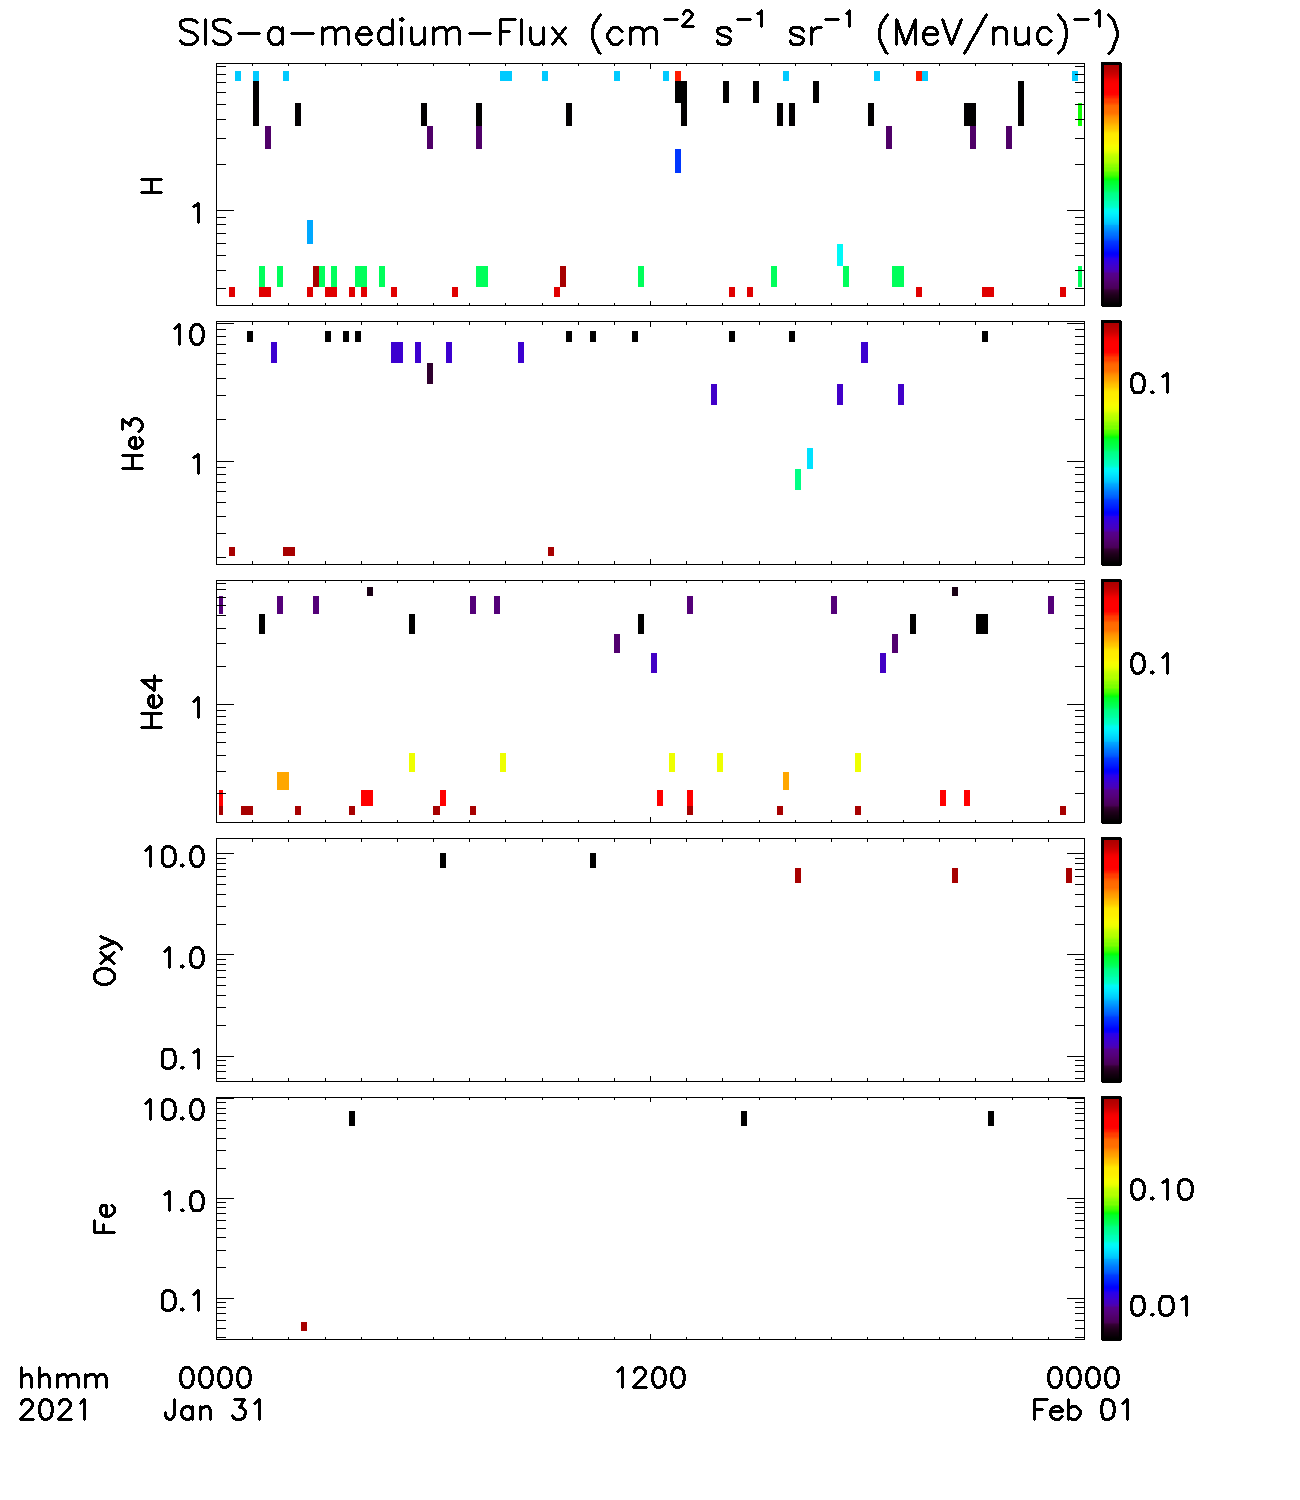 SIS-a-medium-Flux (cm⁻² s⁻¹ sr⁻¹ (MeV/nuc)⁻¹)
H
1
He3
10
1
0.1
He4
1
0.1
Oxy
10.0
1.0
0.1
Fe
10.0
1.0
0.1
0.10
0.01
hhmm 0000 1200 0000
2021 Jan 31 Feb 01